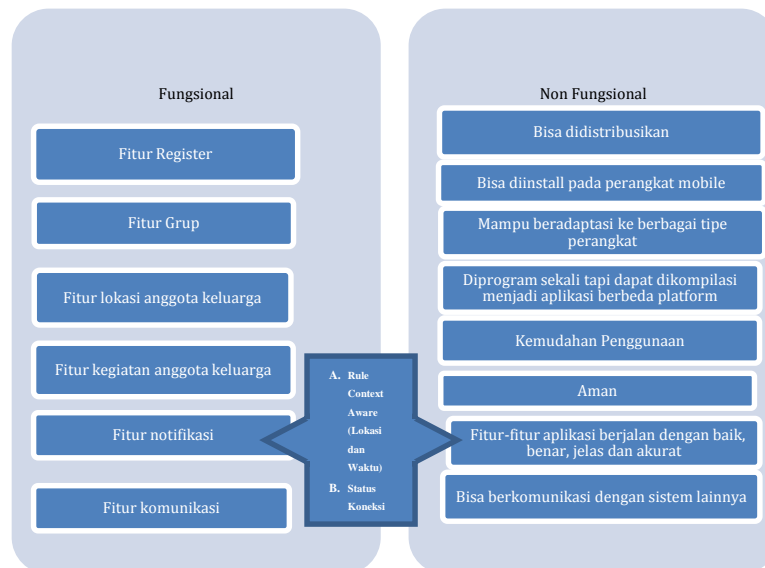 Fungsional
Fitur Register
Fitur Grup
Fitur lokasi anggota keluarga
Fitur kegiatan anggota keluarga
Fitur notifikasi
Fitur komunikasi
A. Rule
Context
Aware
(Lokasi
dan
Waktu)
B. Status
Koneksi
Non Fungsional
Bisa didistribusikan
Bisa diinstall pada perangkat mobile
Mampu beradaptasi ke berbagai tipe
perangkat
Diprogram sekali tapi dapat dikompilasi
menjadi aplikasi berbeda platform
Kemudahan Penggunaan
Aman
Fitur-fitur aplikasi berjalan dengan baik,
benar, jelas dan akurat
Bisa berkomunikasi dengan sistem lainnya